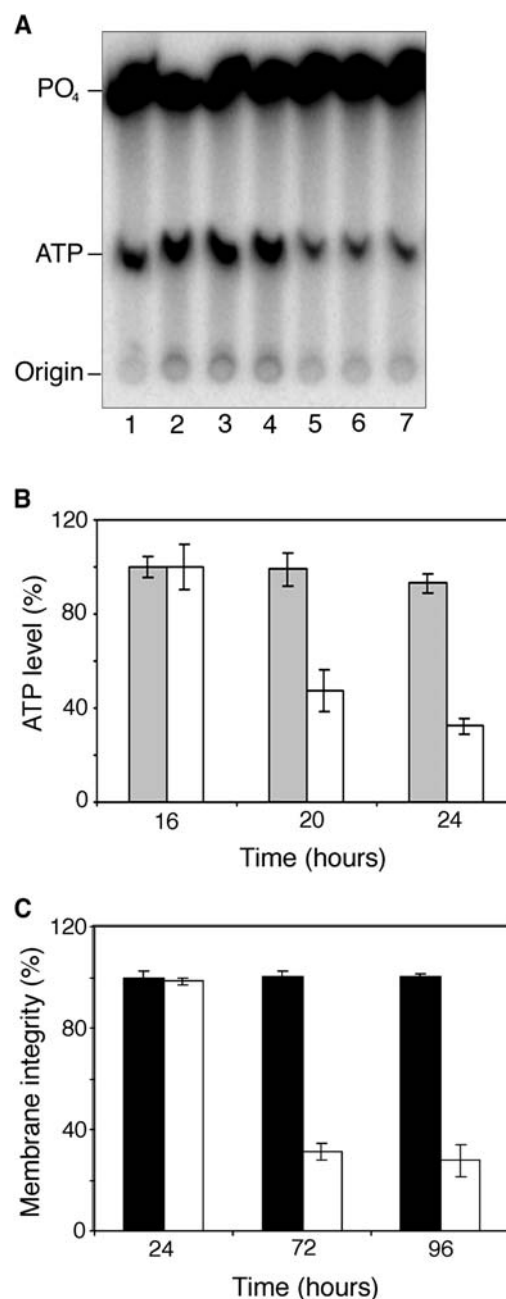 A
PO₄
ATP
Origin
1 2 3 4 5 6 7
B
120
80
40
0
ATP level (%)
16 20 24
Time (hours)
C
120
80
40
0
Membrane integrity (%)
24 72 96
Time (hours)